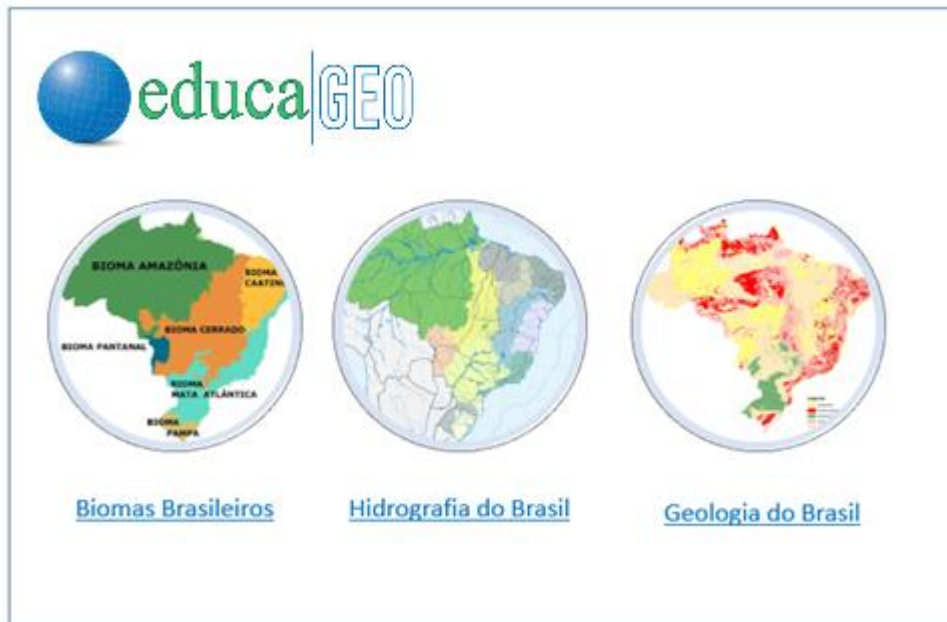 educa GEO
BIOMA AMAZÔNIA
BIOMA
CAATIN
BIOMA CERRADO
BIOMA PANTANAL
BIOMA
MATA ATLÂNTICA
BIOMA
PAMPA
Biomas Brasileiros
Hidrografia do Brasil
Geologia do Brasil